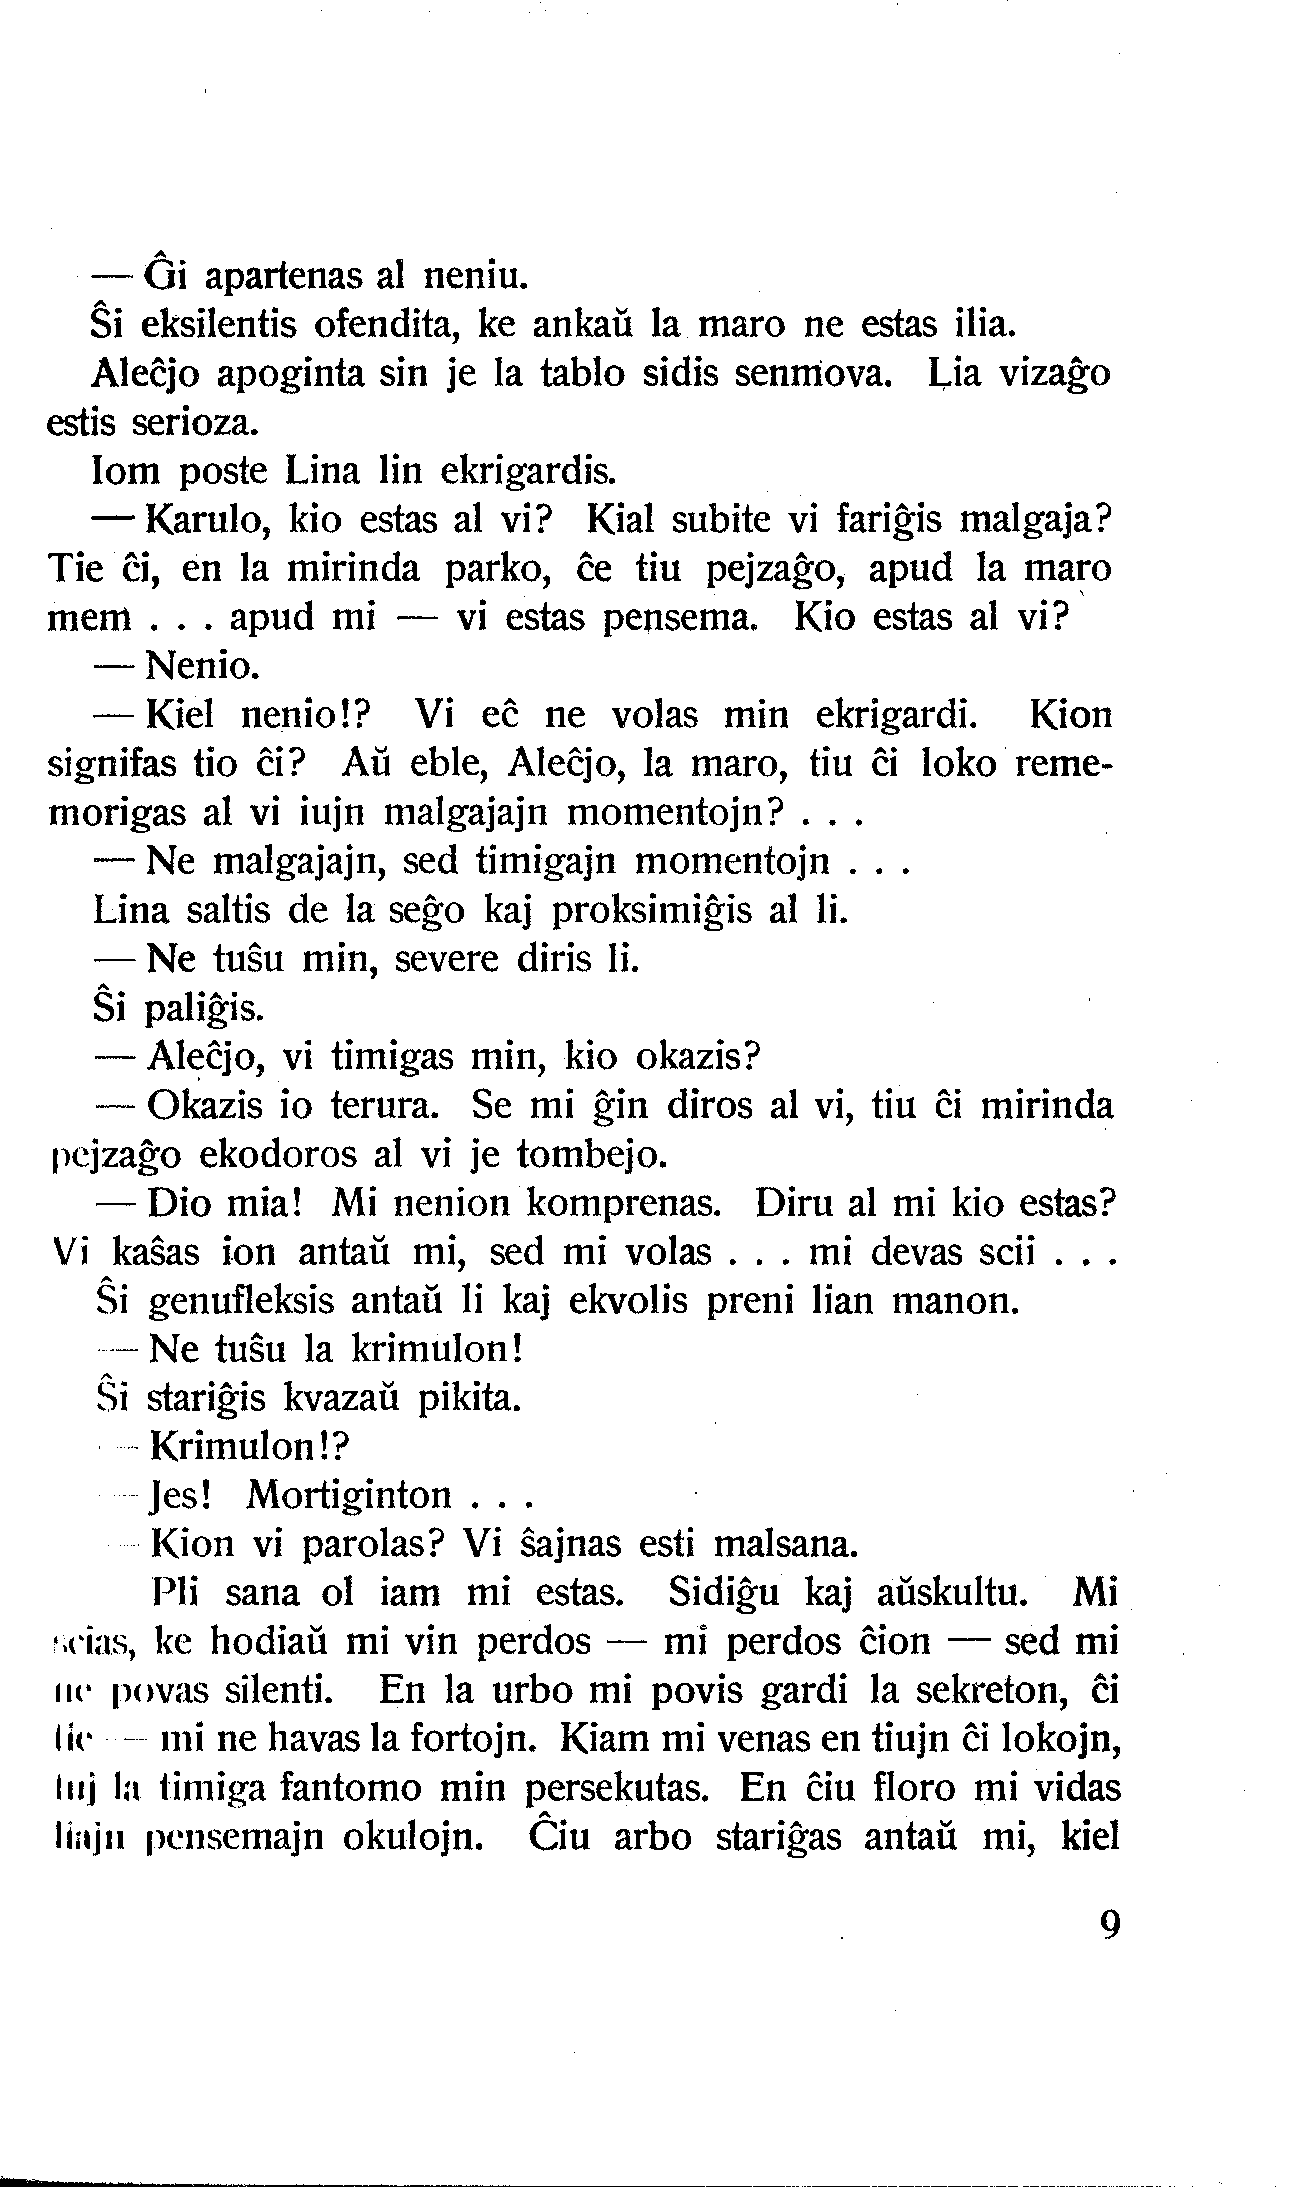 — Ĝi apartenas al neniu.
Ŝi eksilentis ofendita, ke ankaŭ la maro ne estas ilia.
Aleĉjo apoginta sin je la tablo sidis senmova. Lia vizaĝo
estis serioza.
Iom poste Lina lin ekrigardis.
— Karulo, kio estas al vi? Kial subite vi fariĝis malgaja?
Tie ĉi, en la mirinda parko, ĉe tiu pejzaĝo, apud la maro
mem . . . apud mi — vi estas pensema. Kio estas al vi?
— Nenio.
— Kiel nenio!? Vi eĉ ne volas min ekrigardi. Kion
signifas tio ĉi? Aŭ eble, Aleĉjo, la maro, tiu ĉi loko reme-
morigas al vi iujn malgajajn momentojn? . . .
— Ne malgajajn, sed timigajn momentojn . . .
Lina saltis de la seĝo kaj proksimiĝis al li.
— Ne tuŝu min, severe diris li.
Ŝi paliĝis.
— Aleĉjo, vi timigas min, kio okazis?
— Okazis io terura. Se mi ĝin diros al vi, tiu ĉi mirinda
pejzaĝo ekodoros al vi je tombejo.
— Dio mia! Mi nenion komprenas. Diru al mi kio estas?
Vi kaŝas ion antaŭ mi, sed mi volas . . . mi devas scii . . .
Ŝi genufleksis antaŭ li kaj ekvolis preni lian manon.
— Ne tuŝu la krimulon!
Ŝi stariĝis kvazaŭ pikita.
— Krimulon!?
— Jes! Mortiginton . . .
— Kion vi parolas? Vi ŝajnas esti malsana.
Pli sana ol iam mi estas. Sidiĝu kaj aŭskultu. Mi
scias, ke hodiaŭ mi vin perdos — mi perdos ĉion — sed mi
ne povas silenti. En la urbo mi povis gardi la sekreton, ĉi
tie — mi ne havas la fortojn. Kiam mi venas en tiujn ĉi lokojn,
tuj la timiga fantomo min persekutas. En ĉiu floro mi vidas
liajn pensemajn okulojn. Ĉiu arbo stariĝas antaŭ mi, kiel
9